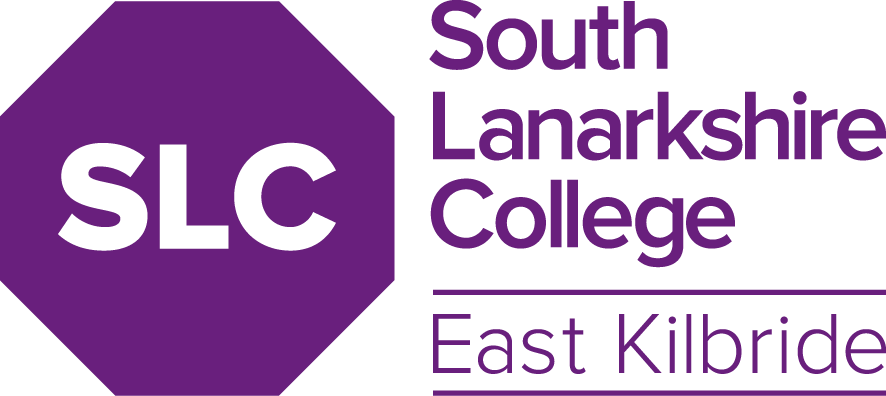 SLC
South
Lanarkshire
College
East Kilbride